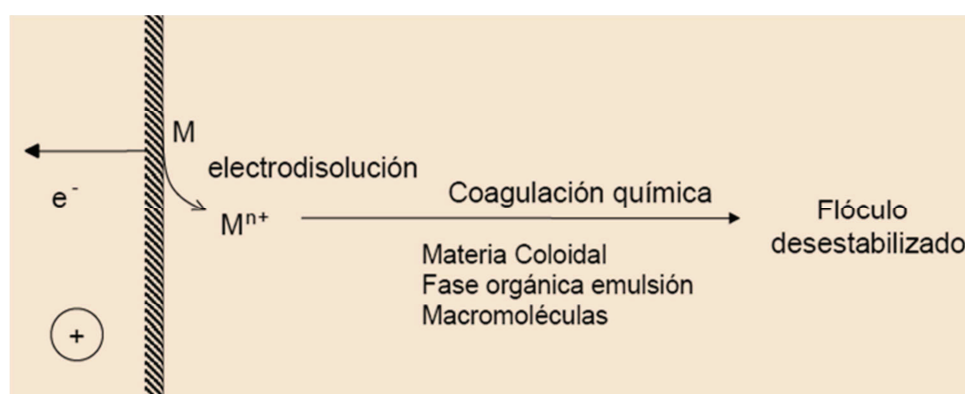 M
electrodisolución
e⁻
Mⁿ⁺
Coagulación química
Materia Coloidal
Fase orgánica emulsión
Macromoléculas
Flóculo
desestabilizado
+